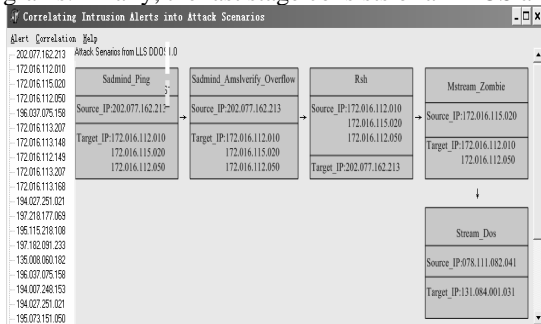 Correlating Intrusion Alerts into Attack Scenarios
Alert Correlation Help
202.077.162.213
172.016.112.010
172.016.115.020
172.016.112.050
196.037.075.158
172.016.113.207
172.016.113.148
172.016.112.149
172.016.113.207
172.016.113.168
194.027.251.021
197.218.177.069
195.115.218.108
197.182.091.233
135.008.060.182
196.037.075.158
194.007.248.153
194.027.251.021
195.073.151.050
Attack Senarios from LLS DDOS 1.0
Sadmind_Ping
Source_IP:202.077.162.213
Target_IP:172.016.112.010
172.016.115.020
172.016.112.050
Sadmind_Amslverify_Overflow
Source_IP:202.077.162.213
Target_IP:172.016.112.010
172.016.115.020
172.016.112.050
Rsh
Source_IP:172.016.112.010
172.016.115.020
172.016.112.050
Target_IP:202.077.162.213
Mstream_Zombie
Source_IP:172.016.115.020
Target_IP:172.016.112.010
172.016.112.050
Stream_Dos
Source_IP:078.111.082.041
Target_IP:131.084.001.031